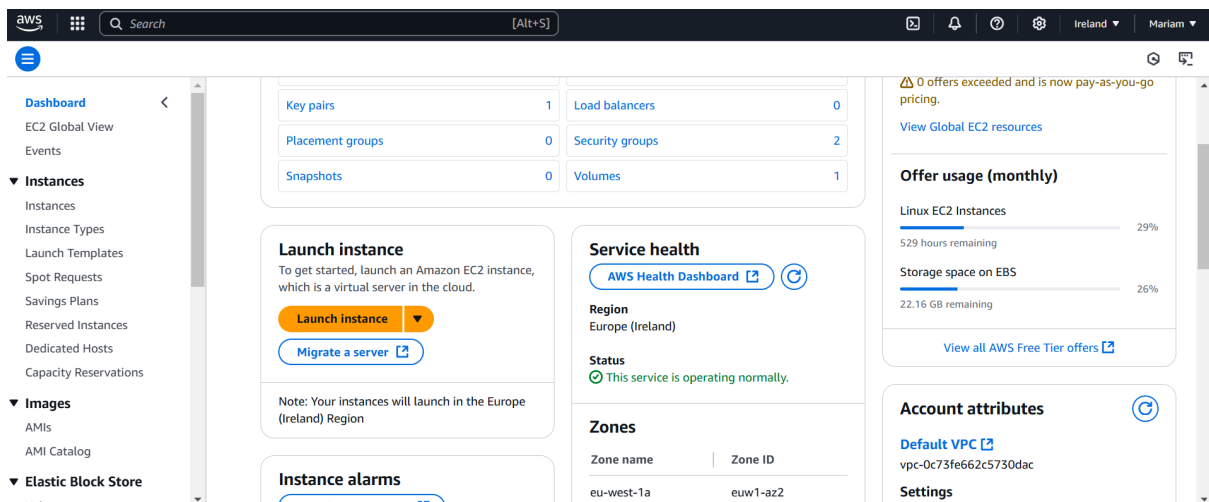 aws
Search [Alt+S]
Ireland ▼
Mariam ▼
Dashboard
EC2 Global View
Events
▼ Instances
Instances
Instance Types
Launch Templates
Spot Requests
Savings Plans
Reserved Instances
Dedicated Hosts
Capacity Reservations
▼ Images
AMIs
AMI Catalog
▼ Elastic Block Store
Key pairs 1
Load balancers 0
Placement groups 0
Security groups 2
Snapshots 0
Volumes 1
Launch instance
To get started, launch an Amazon EC2 instance,
which is a virtual server in the cloud.
Launch instance ▼
Migrate a server
Note: Your instances will launch in the Europe
(Ireland) Region
Instance alarms
Service health
AWS Health Dashboard
Region
Europe (Ireland)
Status
This service is operating normally.
Zones
Zone name Zone ID
eu-west-1a euw1-az2
0 offers exceeded and is now pay-as-you-go
pricing.
View Global EC2 resources
Offer usage (monthly)
Linux EC2 Instances
29%
529 hours remaining
Storage space on EBS
26%
22.16 GB remaining
View all AWS Free Tier offers
Account attributes
Default VPC
vpc-0c73fe662c5730dac
Settings